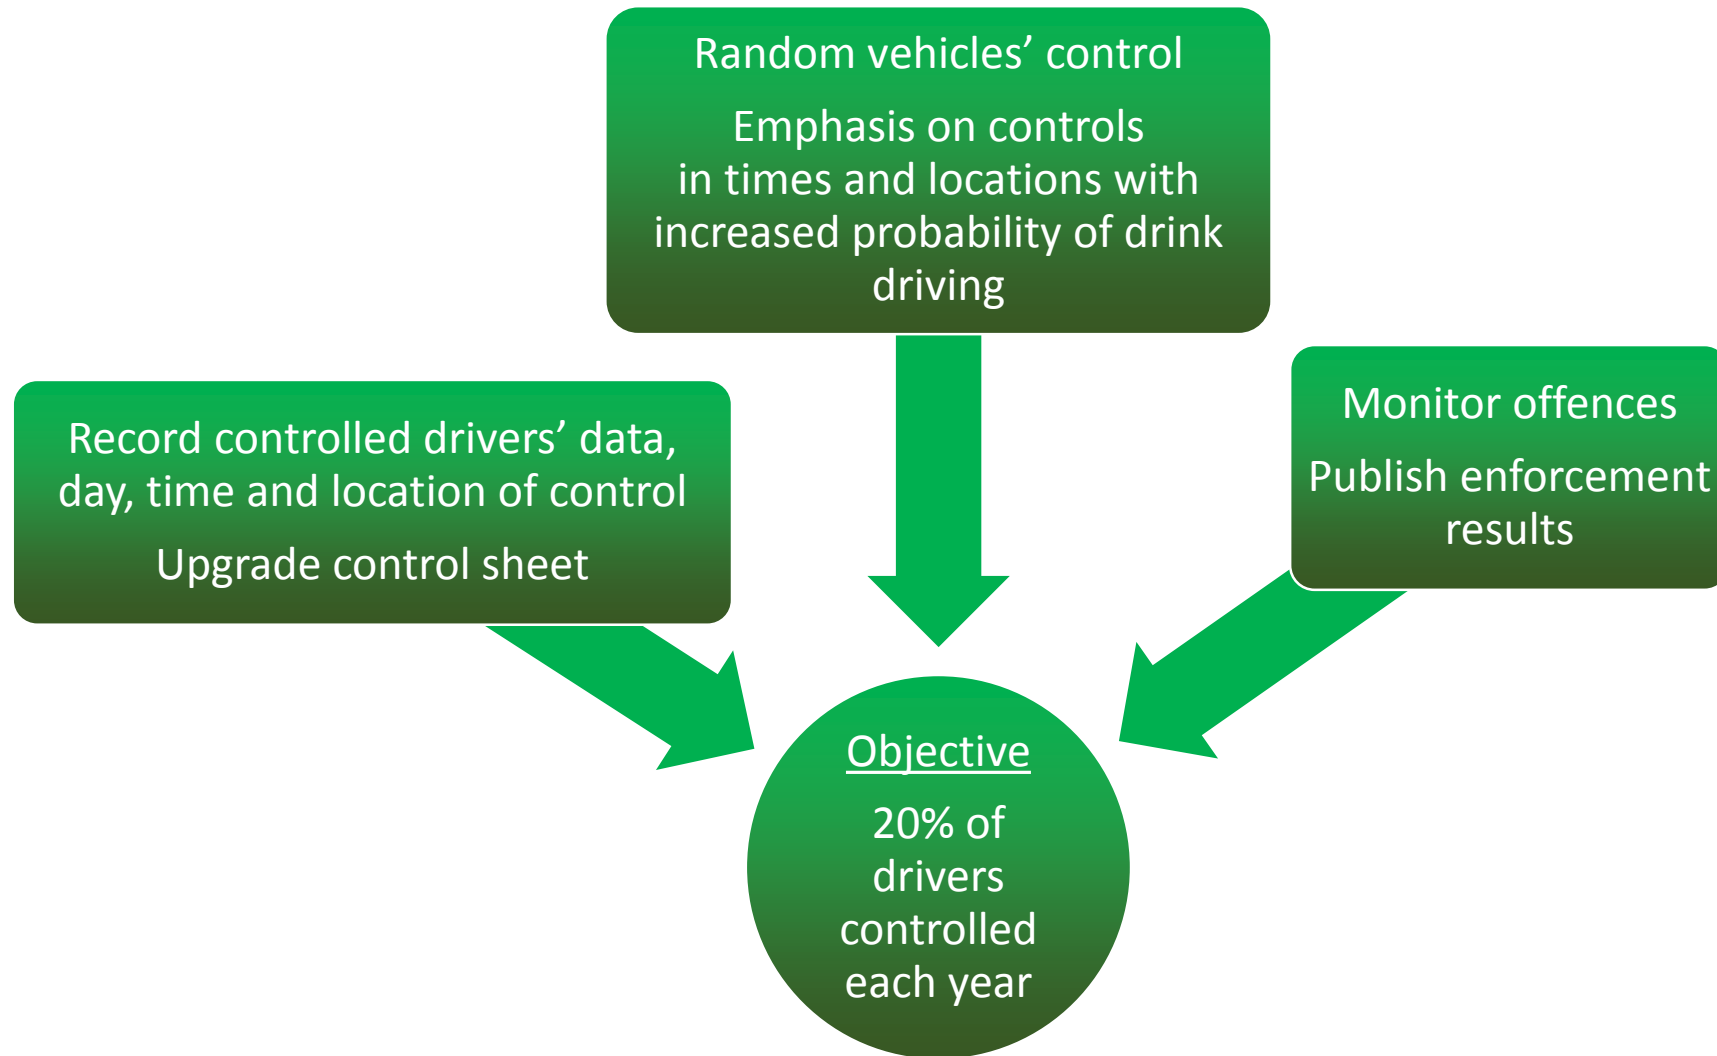 Random vehicles’ control
Emphasis on controls
in times and locations with
increased probability of drink
driving
Record controlled drivers’ data,
day, time and location of control
Upgrade control sheet
Monitor offences
Publish enforcement
results
Objective
20% of
drivers
controlled
each year